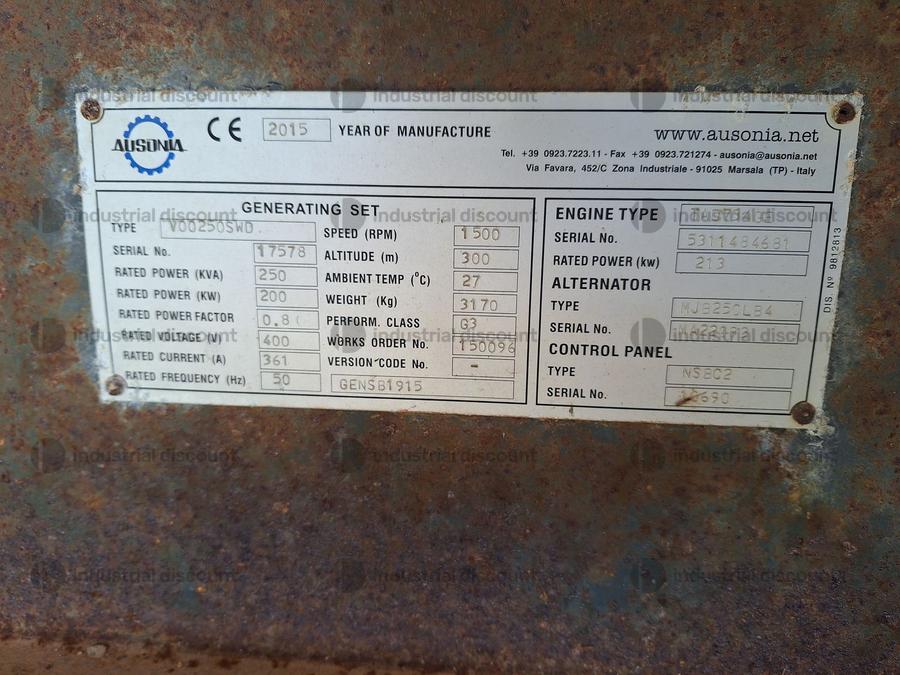 AUSONIA
CE 2015 YEAR OF MANUFACTURE
www.ausonia.net
Tel. +39 0923.7223.11 - Fax +39 0923.721274 - ausonia@ausonia.net
Via Favara, 452/C Zona Industriale - 91025 Marsala (TP) - Italy
GENERATING SET
TYPE VO0250SWD
SERIAL No. 17578
RATED POWER (KVA) 250
RATED POWER (KW) 200
RATED POWER FACTOR
RATED VOLTAGE (V) 400
RATED CURRENT (A) 361
RATED FREQUENCY (Hz) 50
SPEED (RPM) 1500
ALTITUDE (m) 300
AMBIENT TEMP (°C) 27
WEIGHT (Kg) 3170
PERFORM. CLASS G3
WORKS ORDER No. 150096
VERSION CODE No. -
GENSB1915
ENGINE TYPE
SERIAL No. 5311484681
RATED POWER (kw) 213
ALTERNATOR
TYPE
SERIAL No.
CONTROL PANEL
TYPE
SERIAL No.
DIS. Nº 9812813
industrial discount